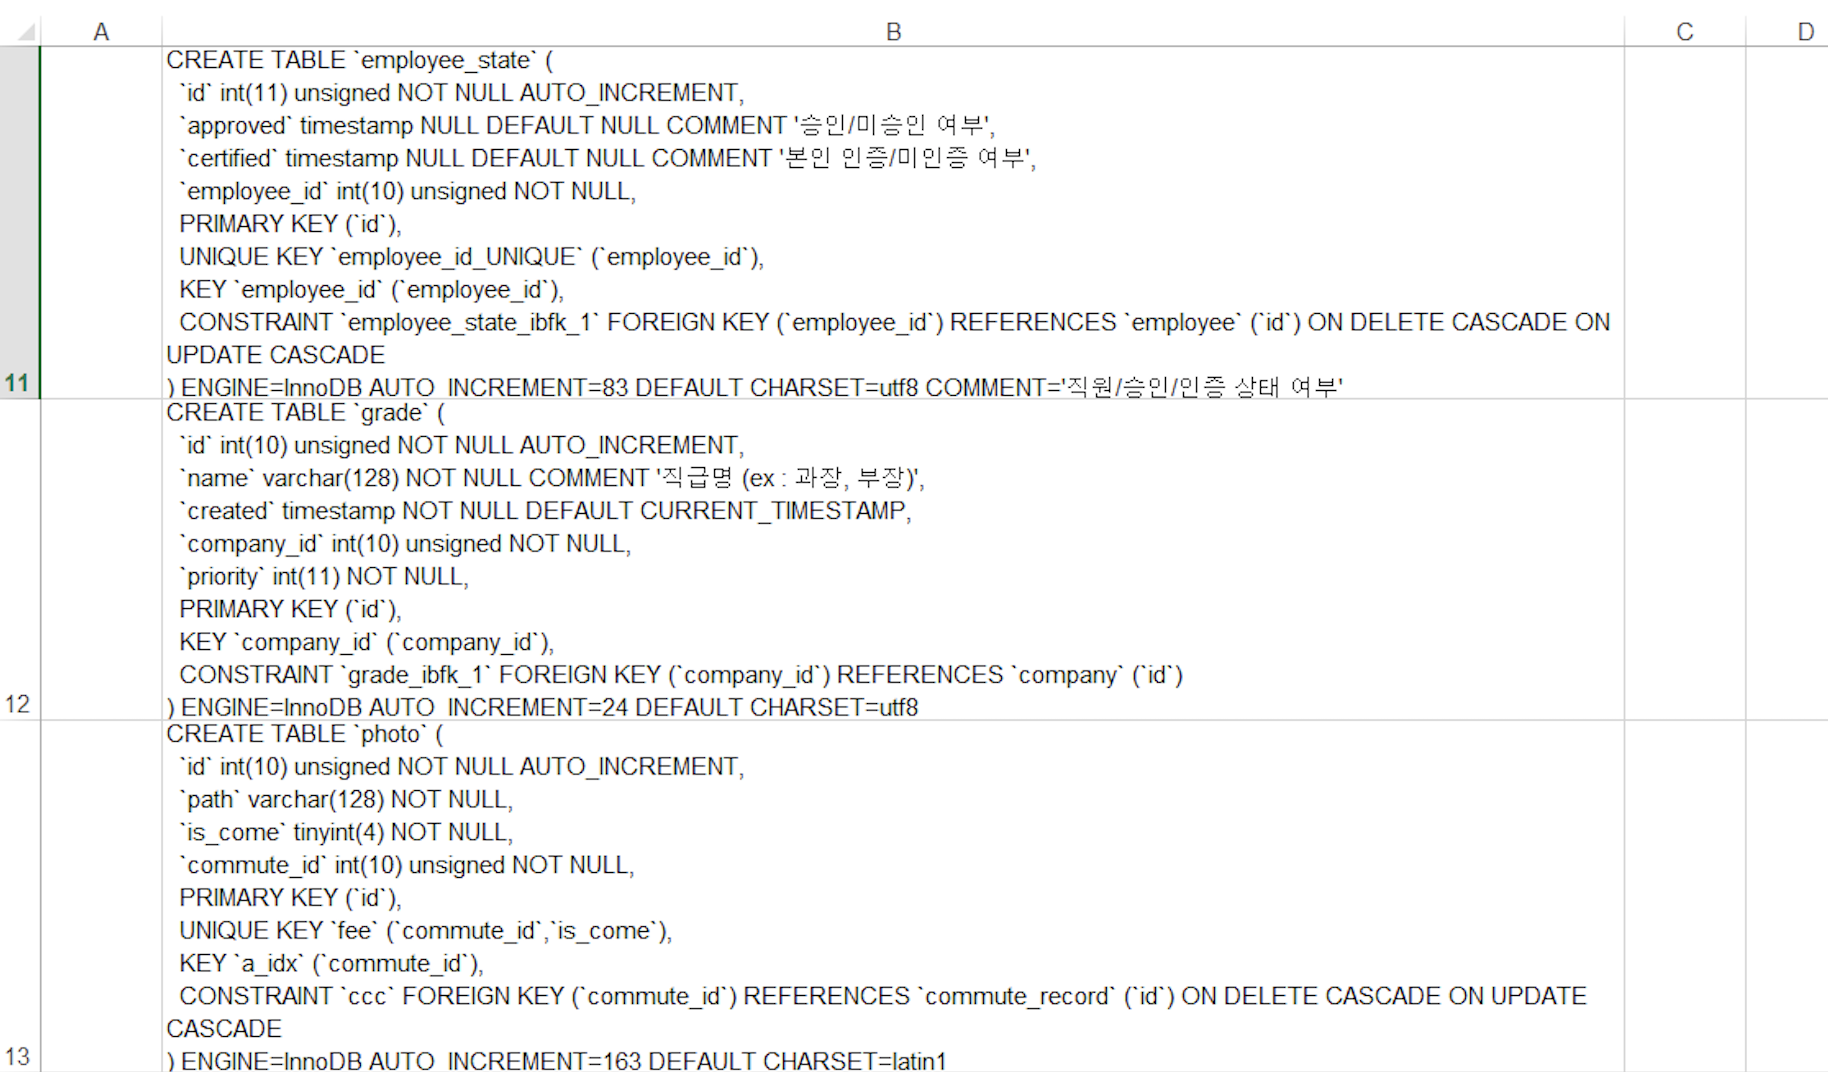 A B C D
CREATE TABLE `employee_state` (
`id` int(11) unsigned NOT NULL AUTO_INCREMENT,
`approved` timestamp NULL DEFAULT NULL COMMENT '승인/미승인 여부',
`certified` timestamp NULL DEFAULT NULL COMMENT '본인 인증/미인증 여부',
`employee_id` int(10) unsigned NOT NULL,
PRIMARY KEY (`id`),
UNIQUE KEY `employee_id_UNIQUE` (`employee_id`),
KEY `employee_id` (`employee_id`),
CONSTRAINT `employee_state_ibfk_1` FOREIGN KEY (`employee_id`) REFERENCES `employee` (`id`) ON DELETE CASCADE ON
UPDATE CASCADE
11 ) ENGINE=InnoDB AUTO_INCREMENT=83 DEFAULT CHARSET=utf8 COMMENT='직원/승인/인증 상태 여부'
CREATE TABLE `grade` (
`id` int(10) unsigned NOT NULL AUTO_INCREMENT,
`name` varchar(128) NOT NULL COMMENT '직급명 (ex : 과장, 부장)',
`created` timestamp NOT NULL DEFAULT CURRENT_TIMESTAMP,
`company_id` int(10) unsigned NOT NULL,
`priority` int(11) NOT NULL,
PRIMARY KEY (`id`),
KEY `company_id` (`company_id`),
CONSTRAINT `grade_ibfk_1` FOREIGN KEY (`company_id`) REFERENCES `company` (`id`)
12 ) ENGINE=InnoDB AUTO_INCREMENT=24 DEFAULT CHARSET=utf8
CREATE TABLE `photo` (
`id` int(10) unsigned NOT NULL AUTO_INCREMENT,
`path` varchar(128) NOT NULL,
`is_come` tinyint(4) NOT NULL,
`commute_id` int(10) unsigned NOT NULL,
PRIMARY KEY (`id`),
UNIQUE KEY `fee` (`commute_id`,`is_come`),
KEY `a_idx` (`commute_id`),
CONSTRAINT `ccc` FOREIGN KEY (`commute_id`) REFERENCES `commute_record` (`id`) ON DELETE CASCADE ON UPDATE
CASCADE
13 ) ENGINE=InnoDB AUTO_INCREMENT=163 DEFAULT CHARSET=latin1